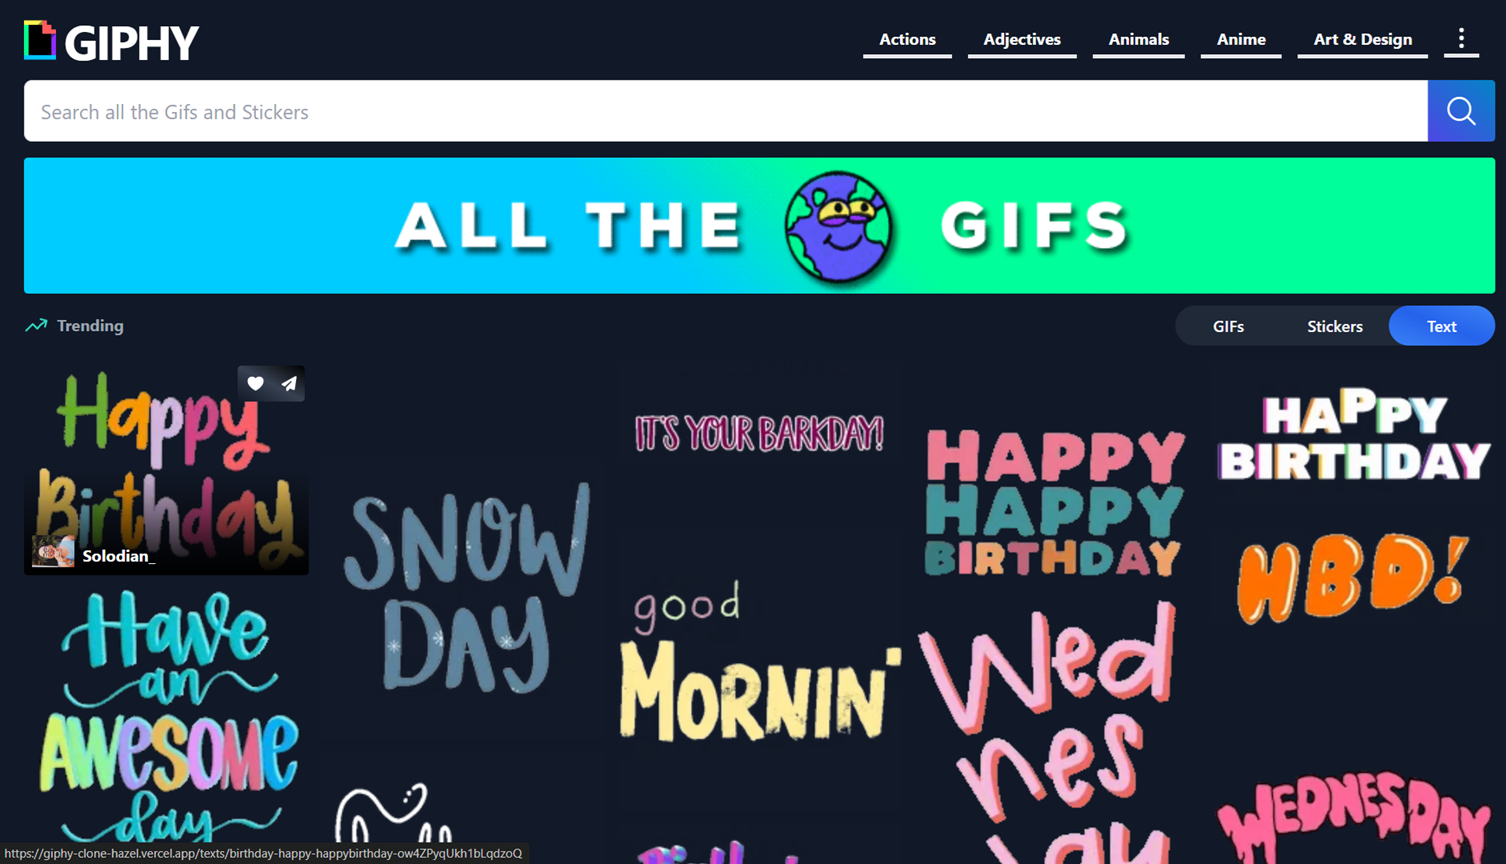 GIPHY
Actions
Adjectives
Animals
Anime
Art & Design
Search all the Gifs and Stickers
ALL THE GIFS
Trending
GIFs
Stickers
Text
Happy
Birthday
Solodian_
Have
an
AWESOME
day
SNOW
DAY
IT'S YOUR BARKDAY!
good
MORNIN'
HAPPY
HAPPY
BIRTHDAY
Wed
nes
day
HAPPY
BIRTHDAY
HBD!
WEDNESDAY
https://giphy-clone-hazel.vercel.app/texts/birthday-happy-happybirthday-ow4ZPyqUkh1bLqdzoQ